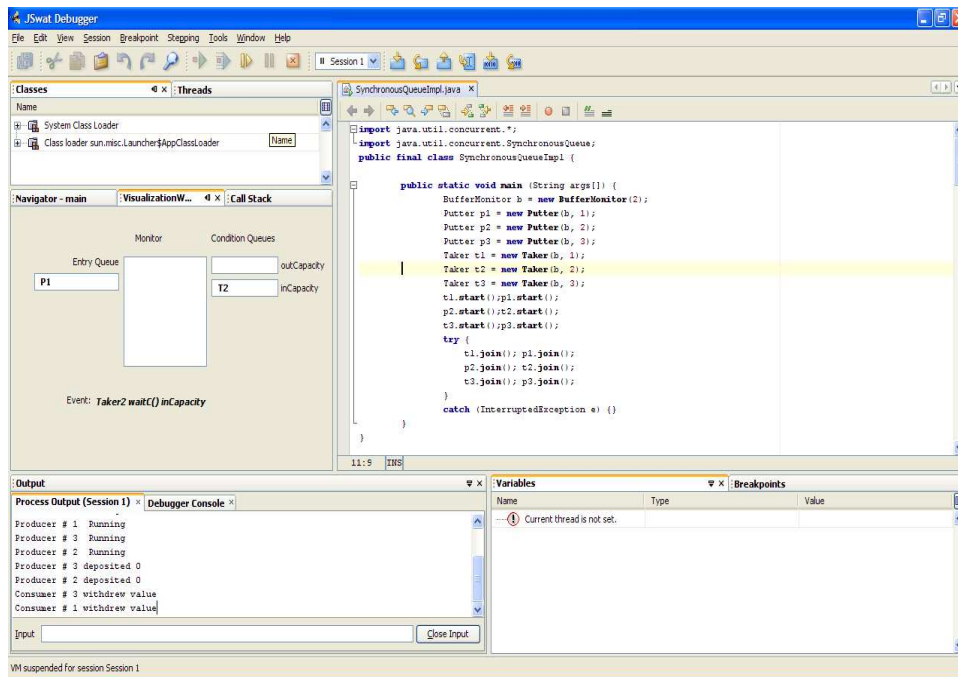 JSwat Debugger
File Edit View Session Breakpoint Stepping Tools Window Help
Session 1
Classes
Threads
Name
System Class Loader
Class loader sun.misc.Launcher$AppClassLoader
Name
Navigator - main
VisualizationW...
Call Stack
Monitor
Condition Queues
Entry Queue
outCapacity
P1
T2
inCapacity
Event: Taker2 waitC() inCapacity
SynchronousQueueImpl.java
import java.util.concurrent.*;
import java.util.concurrent.SynchronousQueue;
public final class SynchronousQueueImpl {
public static void main (String args[]) {
BufferMonitor b = new BufferMonitor(2);
Putter p1 = new Putter(b, 1);
Putter p2 = new Putter(b, 2);
Putter p3 = new Putter(b, 3);
Taker t1 = new Taker(b, 1);
Taker t2 = new Taker(b, 2);
Taker t3 = new Taker(b, 3);
t1.start();p1.start();
p2.start();t2.start();
t3.start();p3.start();
try {
t1.join(); p1.join();
p2.join(); t2.join();
t3.join(); p3.join();
}
catch (InterruptedException e) {}
}
}
11:9 INS
Output
Process Output (Session 1)
Debugger Console
Producer # 1 Running
Producer # 3 Running
Producer # 2 Running
Producer # 3 deposited 0
Producer # 2 deposited 0
Consumer # 3 withdrew value
Consumer # 1 withdrew value
Input
Close Input
Variables
Breakpoints
Name Type Value
Current thread is not set.
VM suspended for session Session 1